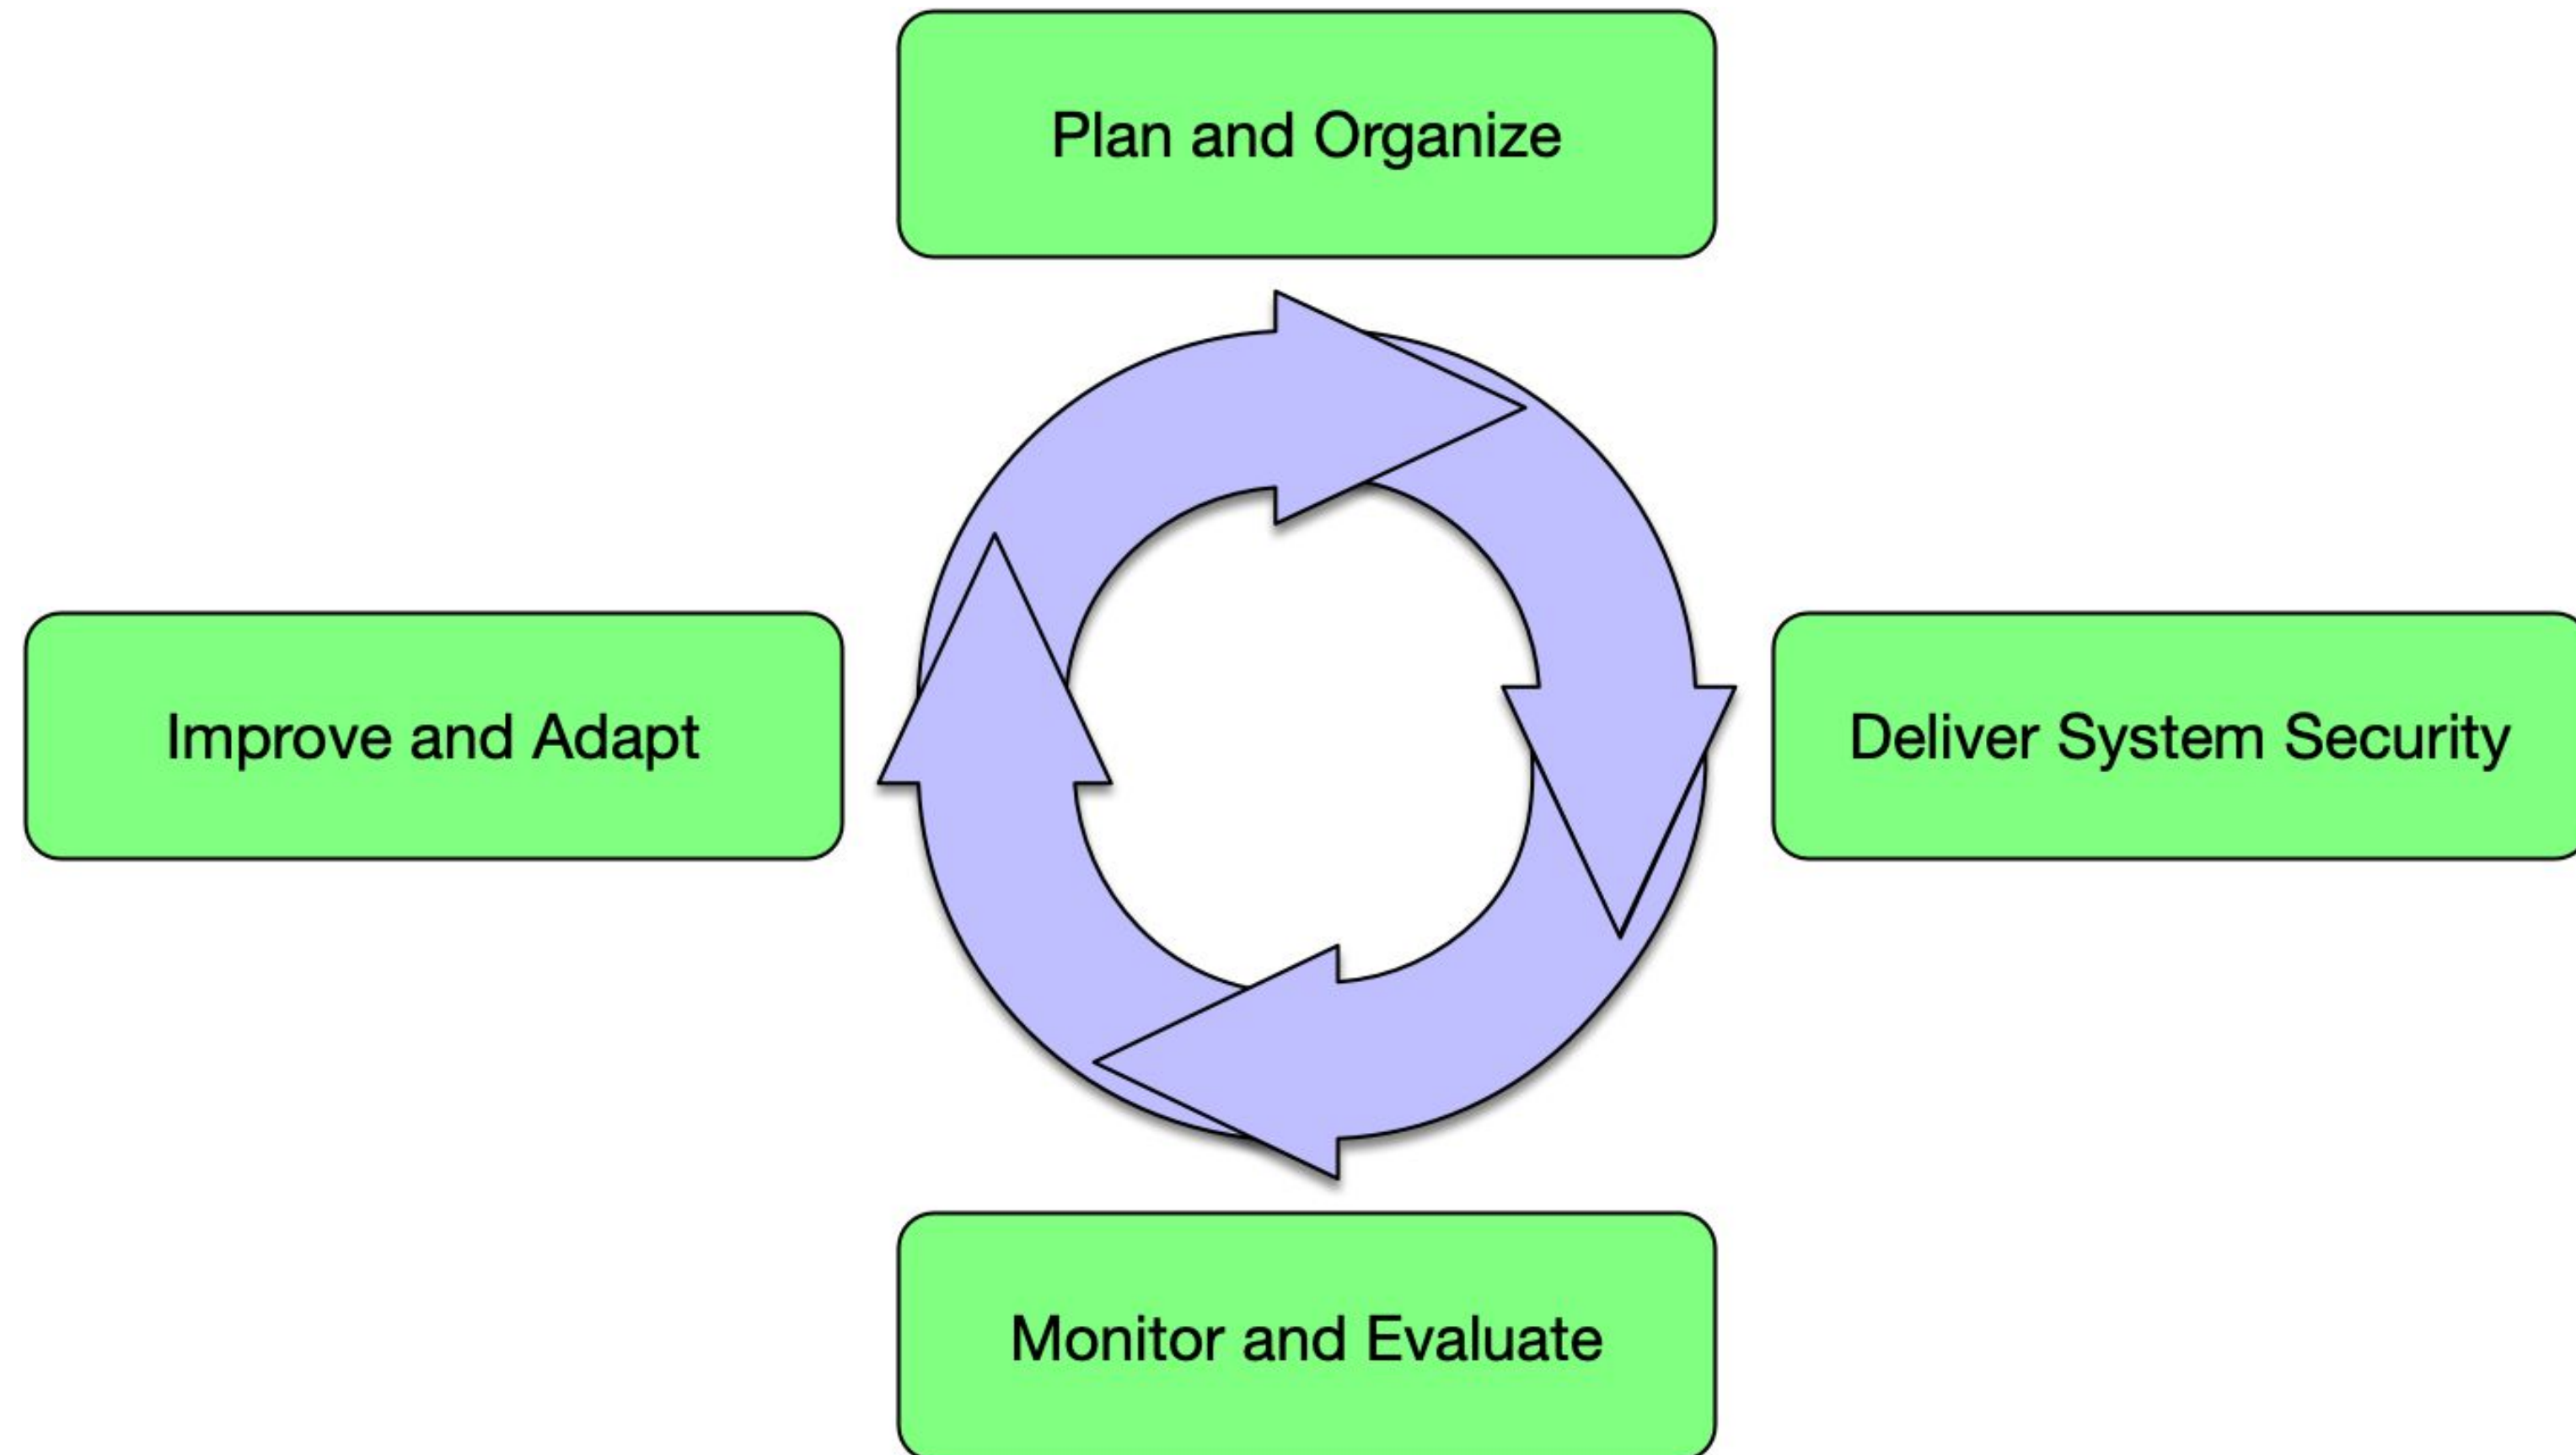 Plan and Organize
Improve and Adapt
Deliver System Security
Monitor and Evaluate